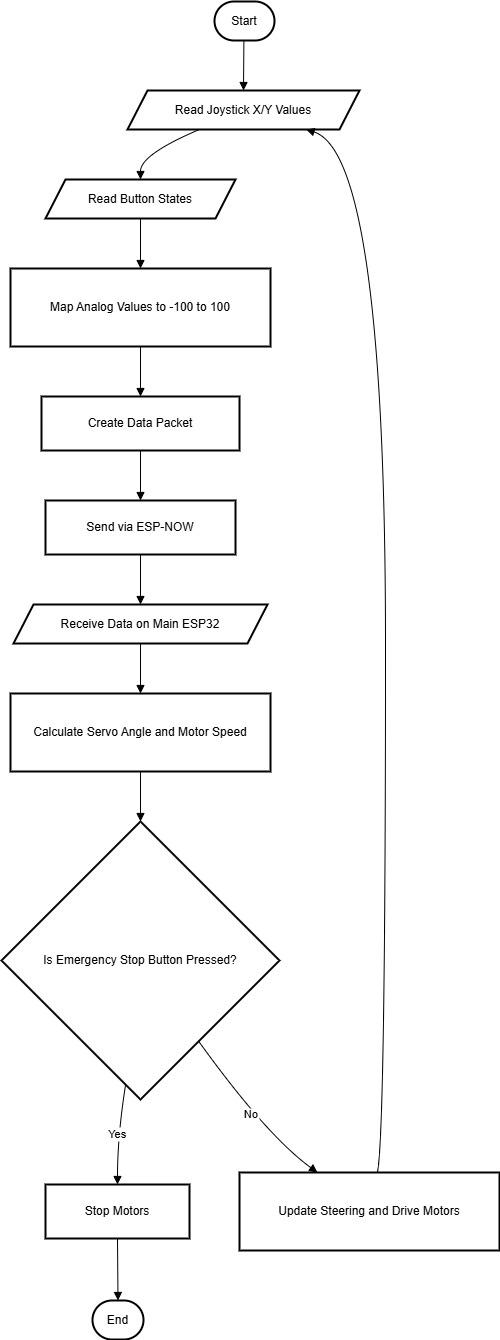 Start
Read Joystick X/Y Values
Read Button States
Map Analog Values to -100 to 100
Create Data Packet
Send via ESP-NOW
Receive Data on Main ESP32
Calculate Servo Angle and Motor Speed
Is Emergency Stop Button Pressed?
No
Yes
Stop Motors
Update Steering and Drive Motors
End